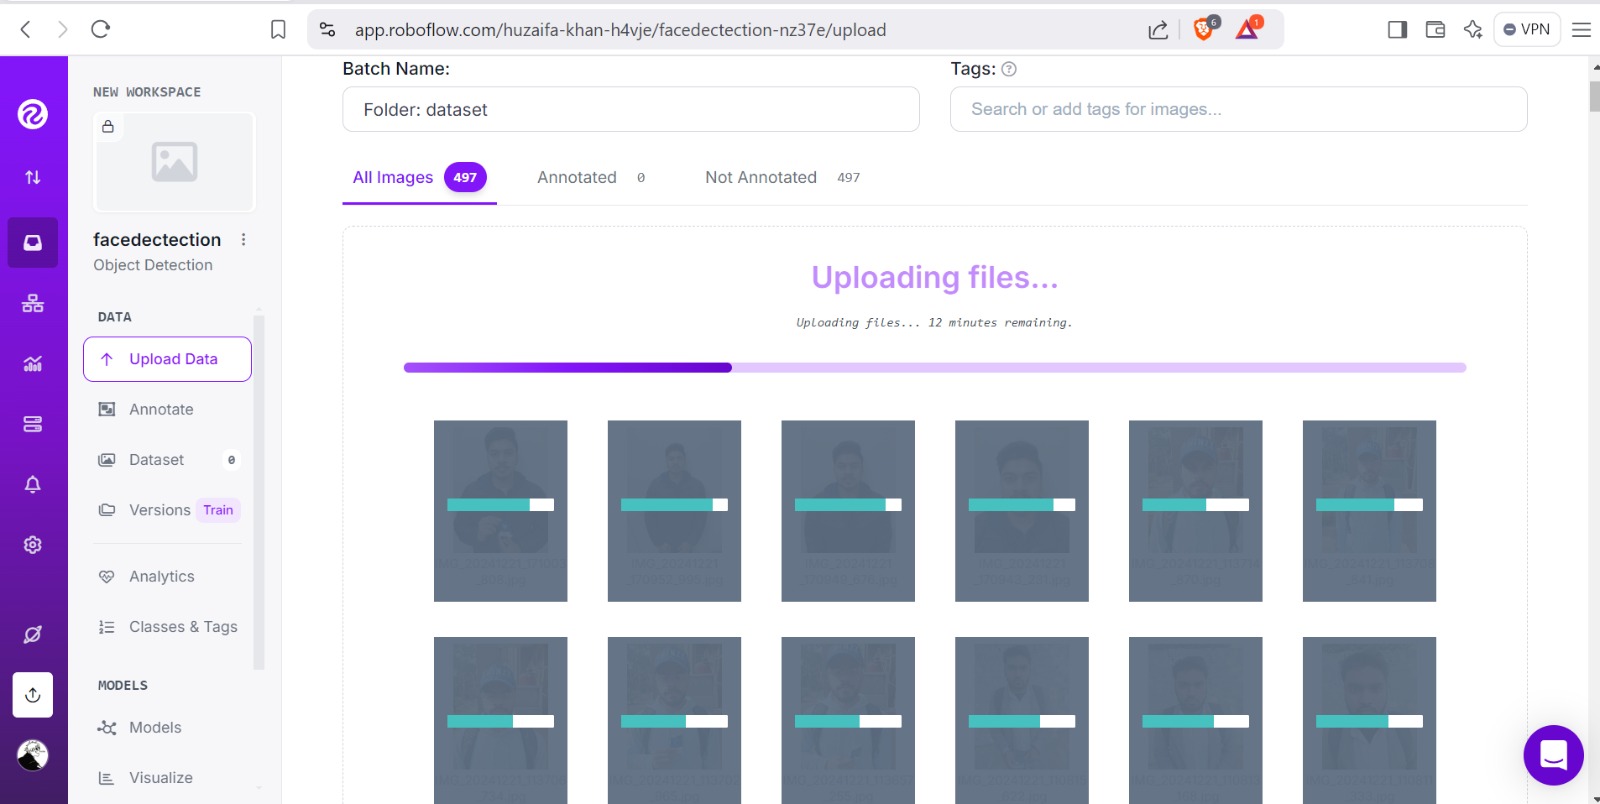 app.roboflow.com/huzaifa-khan-h4vje/facedectection-nz37e/upload
6
1
VPN
NEW WORKSPACE
facedectection
Object Detection
DATA
Upload Data
Annotate
Dataset 0
Versions Train
Analytics
Classes & Tags
MODELS
Models
Visualize
Batch Name:
Tags: ?
Folder: dataset
Search or add tags for images...
All Images 497 Annotated 0 Not Annotated 497
Uploading files...
Uploading files... 12 minutes remaining.